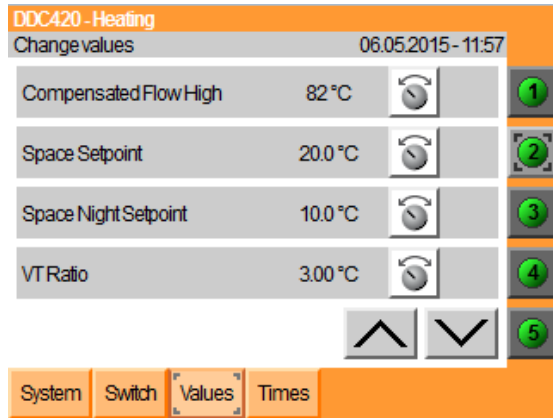 DDC420 - Heating
Change values 06.05.2015 - 11:57
Compensated Flow High 82 °C
1
Space Setpoint 20.0 °C
2
Space Night Setpoint 10.0 °C
3
VT Ratio 3.00 °C
4
5
System Switch Values Times